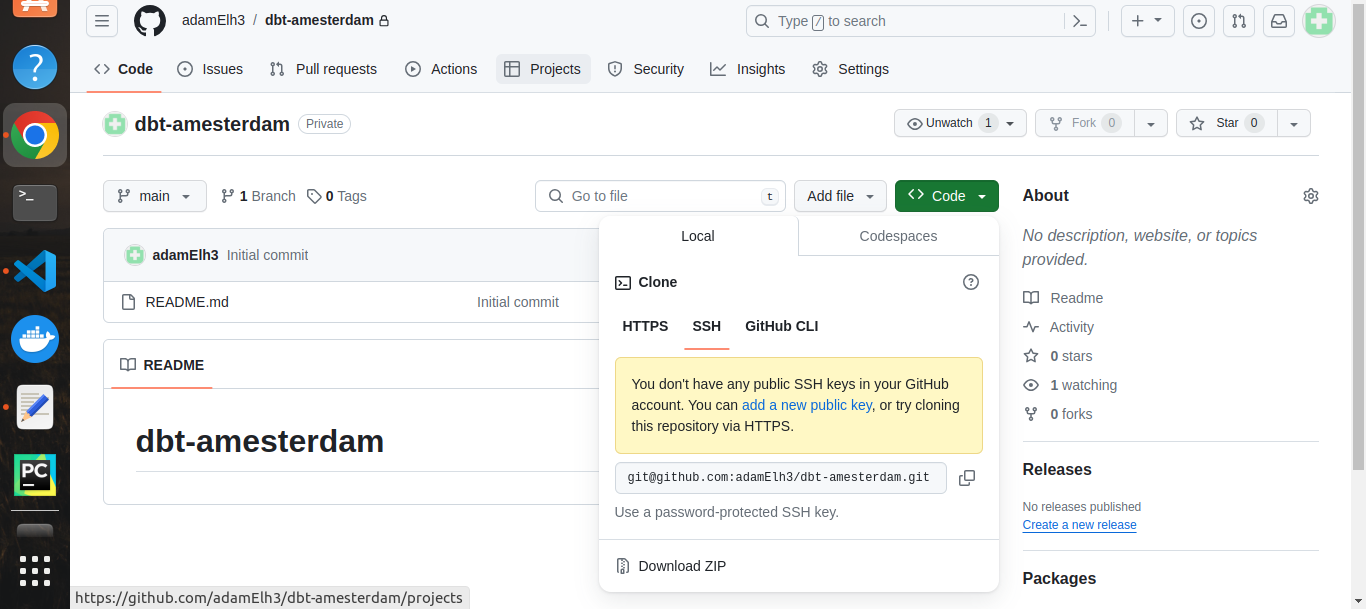 adamElh3 / dbt-amesterdam
Type / to search
Code
Issues
Pull requests
Actions
Projects
Security
Insights
Settings
dbt-amesterdam
Private
Unwatch 1
Fork 0
Star 0
main
1 Branch
0 Tags
Go to file
t
Add file
Code
adamElh3 Initial commit
README.md
Initial commit
README
dbt-amesterdam
Local
Codespaces
Clone
HTTPS
SSH
GitHub CLI
You don't have any public SSH keys in your GitHub
account. You can add a new public key, or try cloning
this repository via HTTPS.
git@github.com:adamElh3/dbt-amesterdam.git
Use a password-protected SSH key.
Download ZIP
About
No description, website, or topics
provided.
Readme
Activity
0 stars
1 watching
0 forks
Releases
No releases published
Create a new release
Packages
PC
https://github.com/adamElh3/dbt-amesterdam/projects